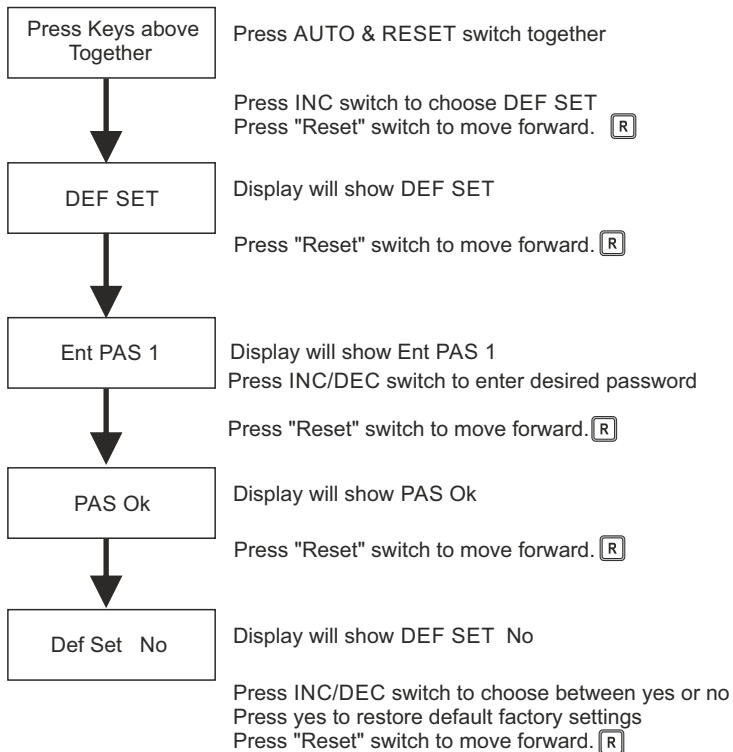 Press Keys above
Together
Press AUTO & RESET switch together
Press INC switch to choose DEF SET
Press "Reset" switch to move forward. R
DEF SET
Display will show DEF SET
Press "Reset" switch to move forward. R
Ent PAS 1
Display will show Ent PAS 1
Press INC/DEC switch to enter desired password
Press "Reset" switch to move forward. R
PAS Ok
Display will show PAS Ok
Press "Reset" switch to move forward. R
Def Set No
Display will show DEF SET No
Press INC/DEC switch to choose between yes or no
Press yes to restore default factory settings
Press "Reset" switch to move forward. R